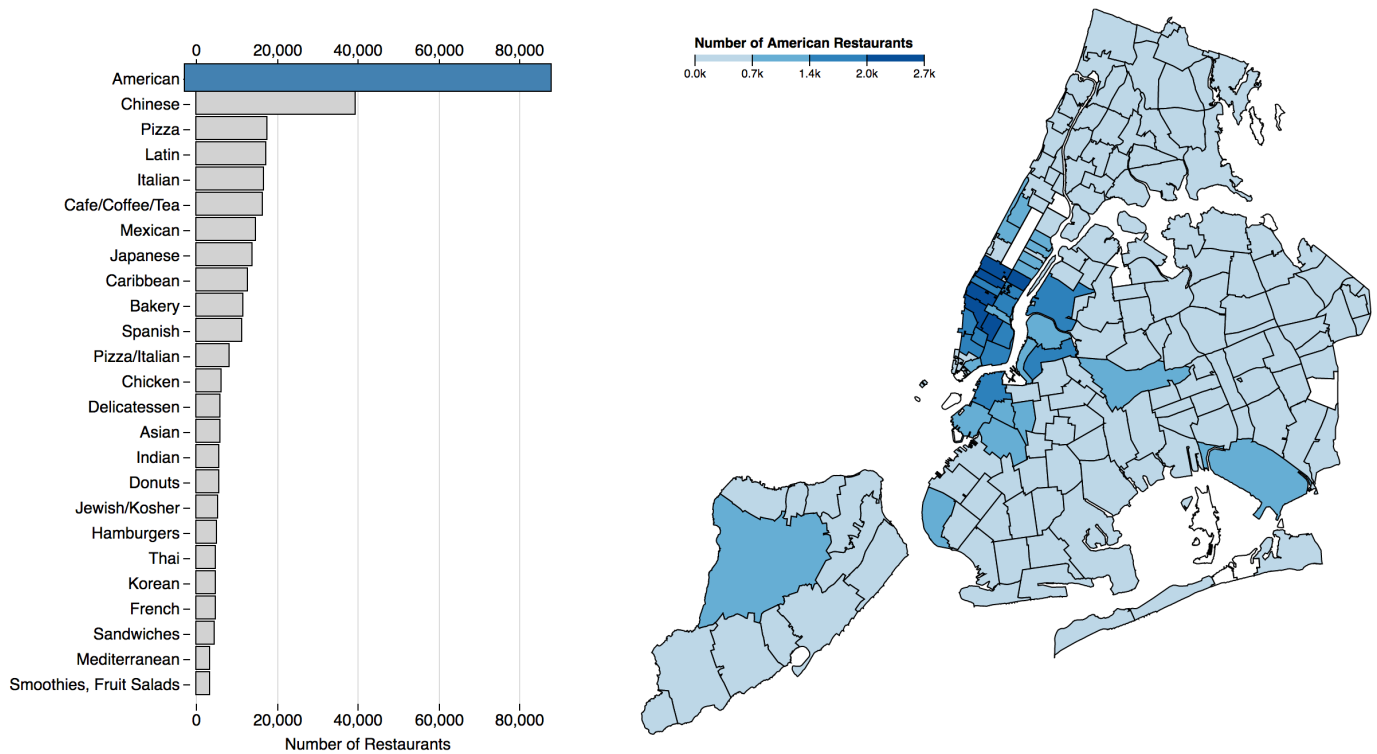 0 20,000 40,000 60,000 80,000
American
Chinese
Pizza
Latin
Italian
Cafe/Coffee/Tea
Mexican
Japanese
Caribbean
Bakery
Spanish
Pizza/Italian
Chicken
Delicatessen
Asian
Indian
Donuts
Jewish/Kosher
Hamburgers
Thai
Korean
French
Sandwiches
Mediterranean
Smoothies, Fruit Salads
0 20,000 40,000 60,000 80,000
Number of Restaurants
Number of American Restaurants
0.0k 0.7k 1.4k 2.0k 2.7k